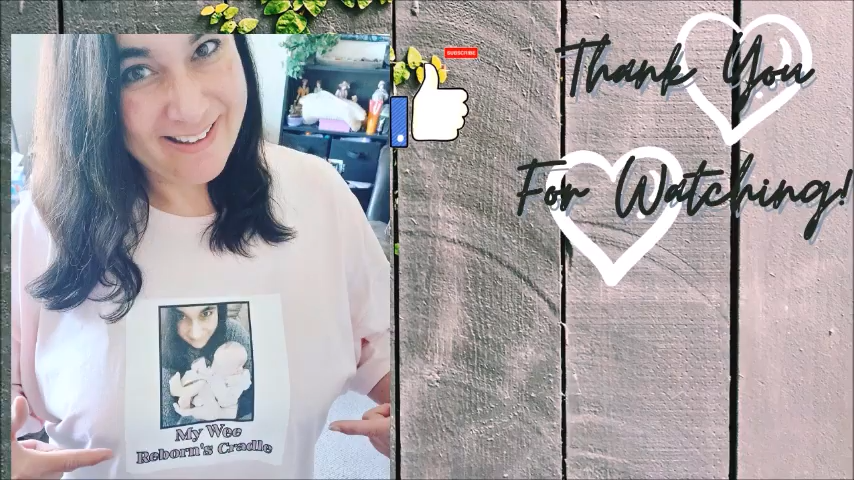 SUBSCRIBE
Thank You
For Watching!
My Wee
Reborn's Cradle